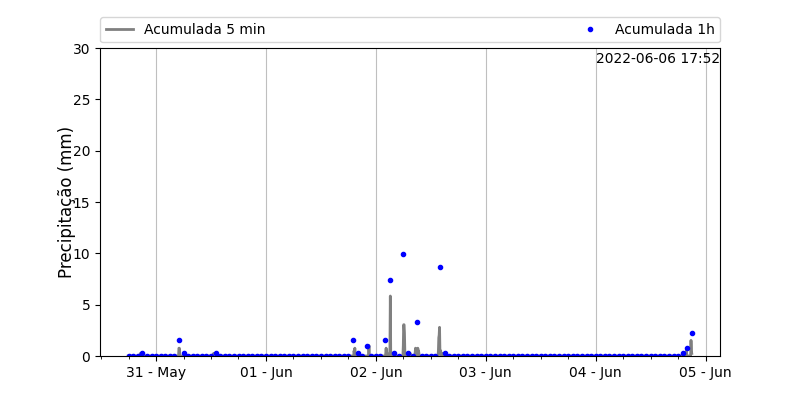 Acumulada 5 min
Acumulada 1h
2022-06-06 17:52
Precipitação (mm)
30
25
20
15
10
5
0
31 - May
01 - Jun
02 - Jun
03 - Jun
04 - Jun
05 - Jun